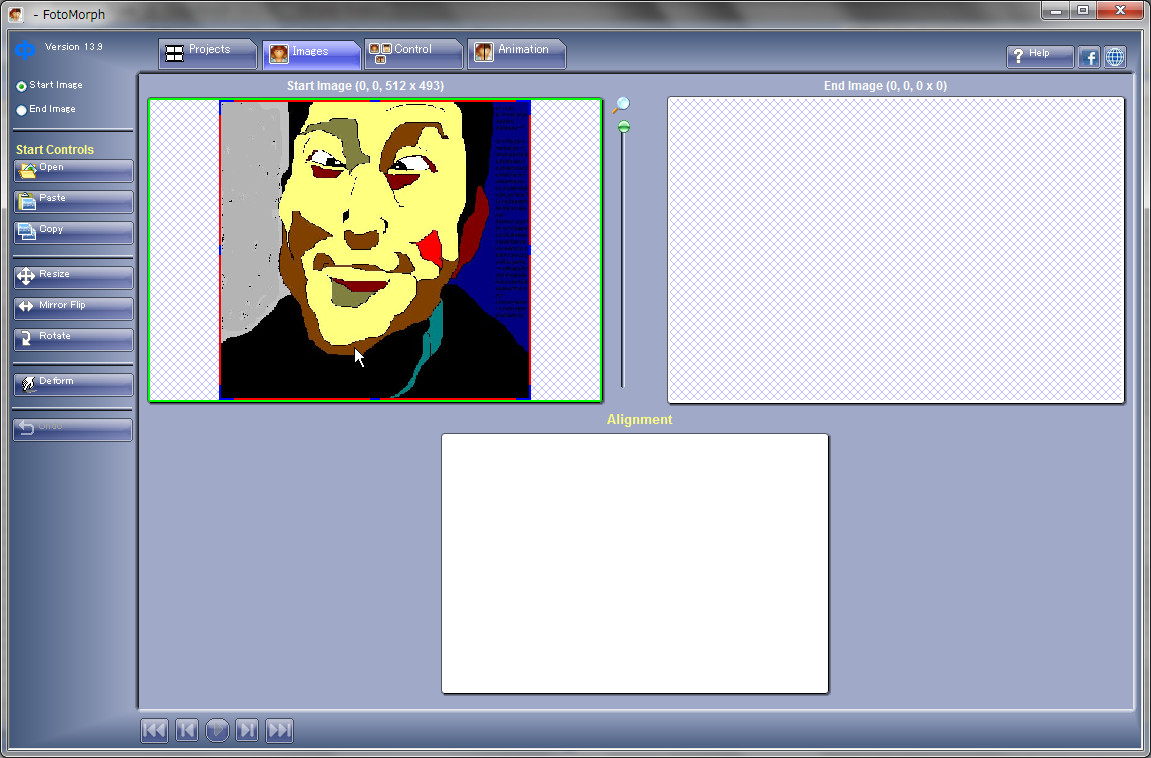 - FotoMorph
Version 13.9
Projects
Images
Control
Animation
Help
Start Image
End Image
Start Controls
Open
Paste
Copy
Resize
Mirror Flip
Rotate
Deform
Undo
Start Image (0, 0, 512 x 493)
End Image (0, 0, 0 x 0)
Alignment